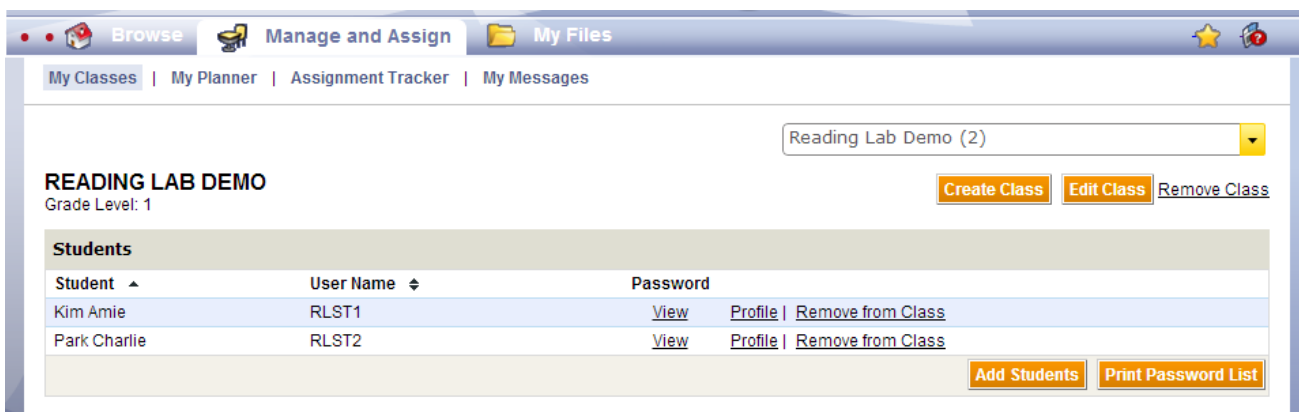 Browse Manage and Assign My Files
My Classes | My Planner | Assignment Tracker | My Messages
Reading Lab Demo (2)
READING LAB DEMO
Grade Level: 1
Create Class Edit Class Remove Class
Students
Student User Name Password
Kim Amie RLST1 View Profile | Remove from Class
Park Charlie RLST2 View Profile | Remove from Class
Add Students Print Password List